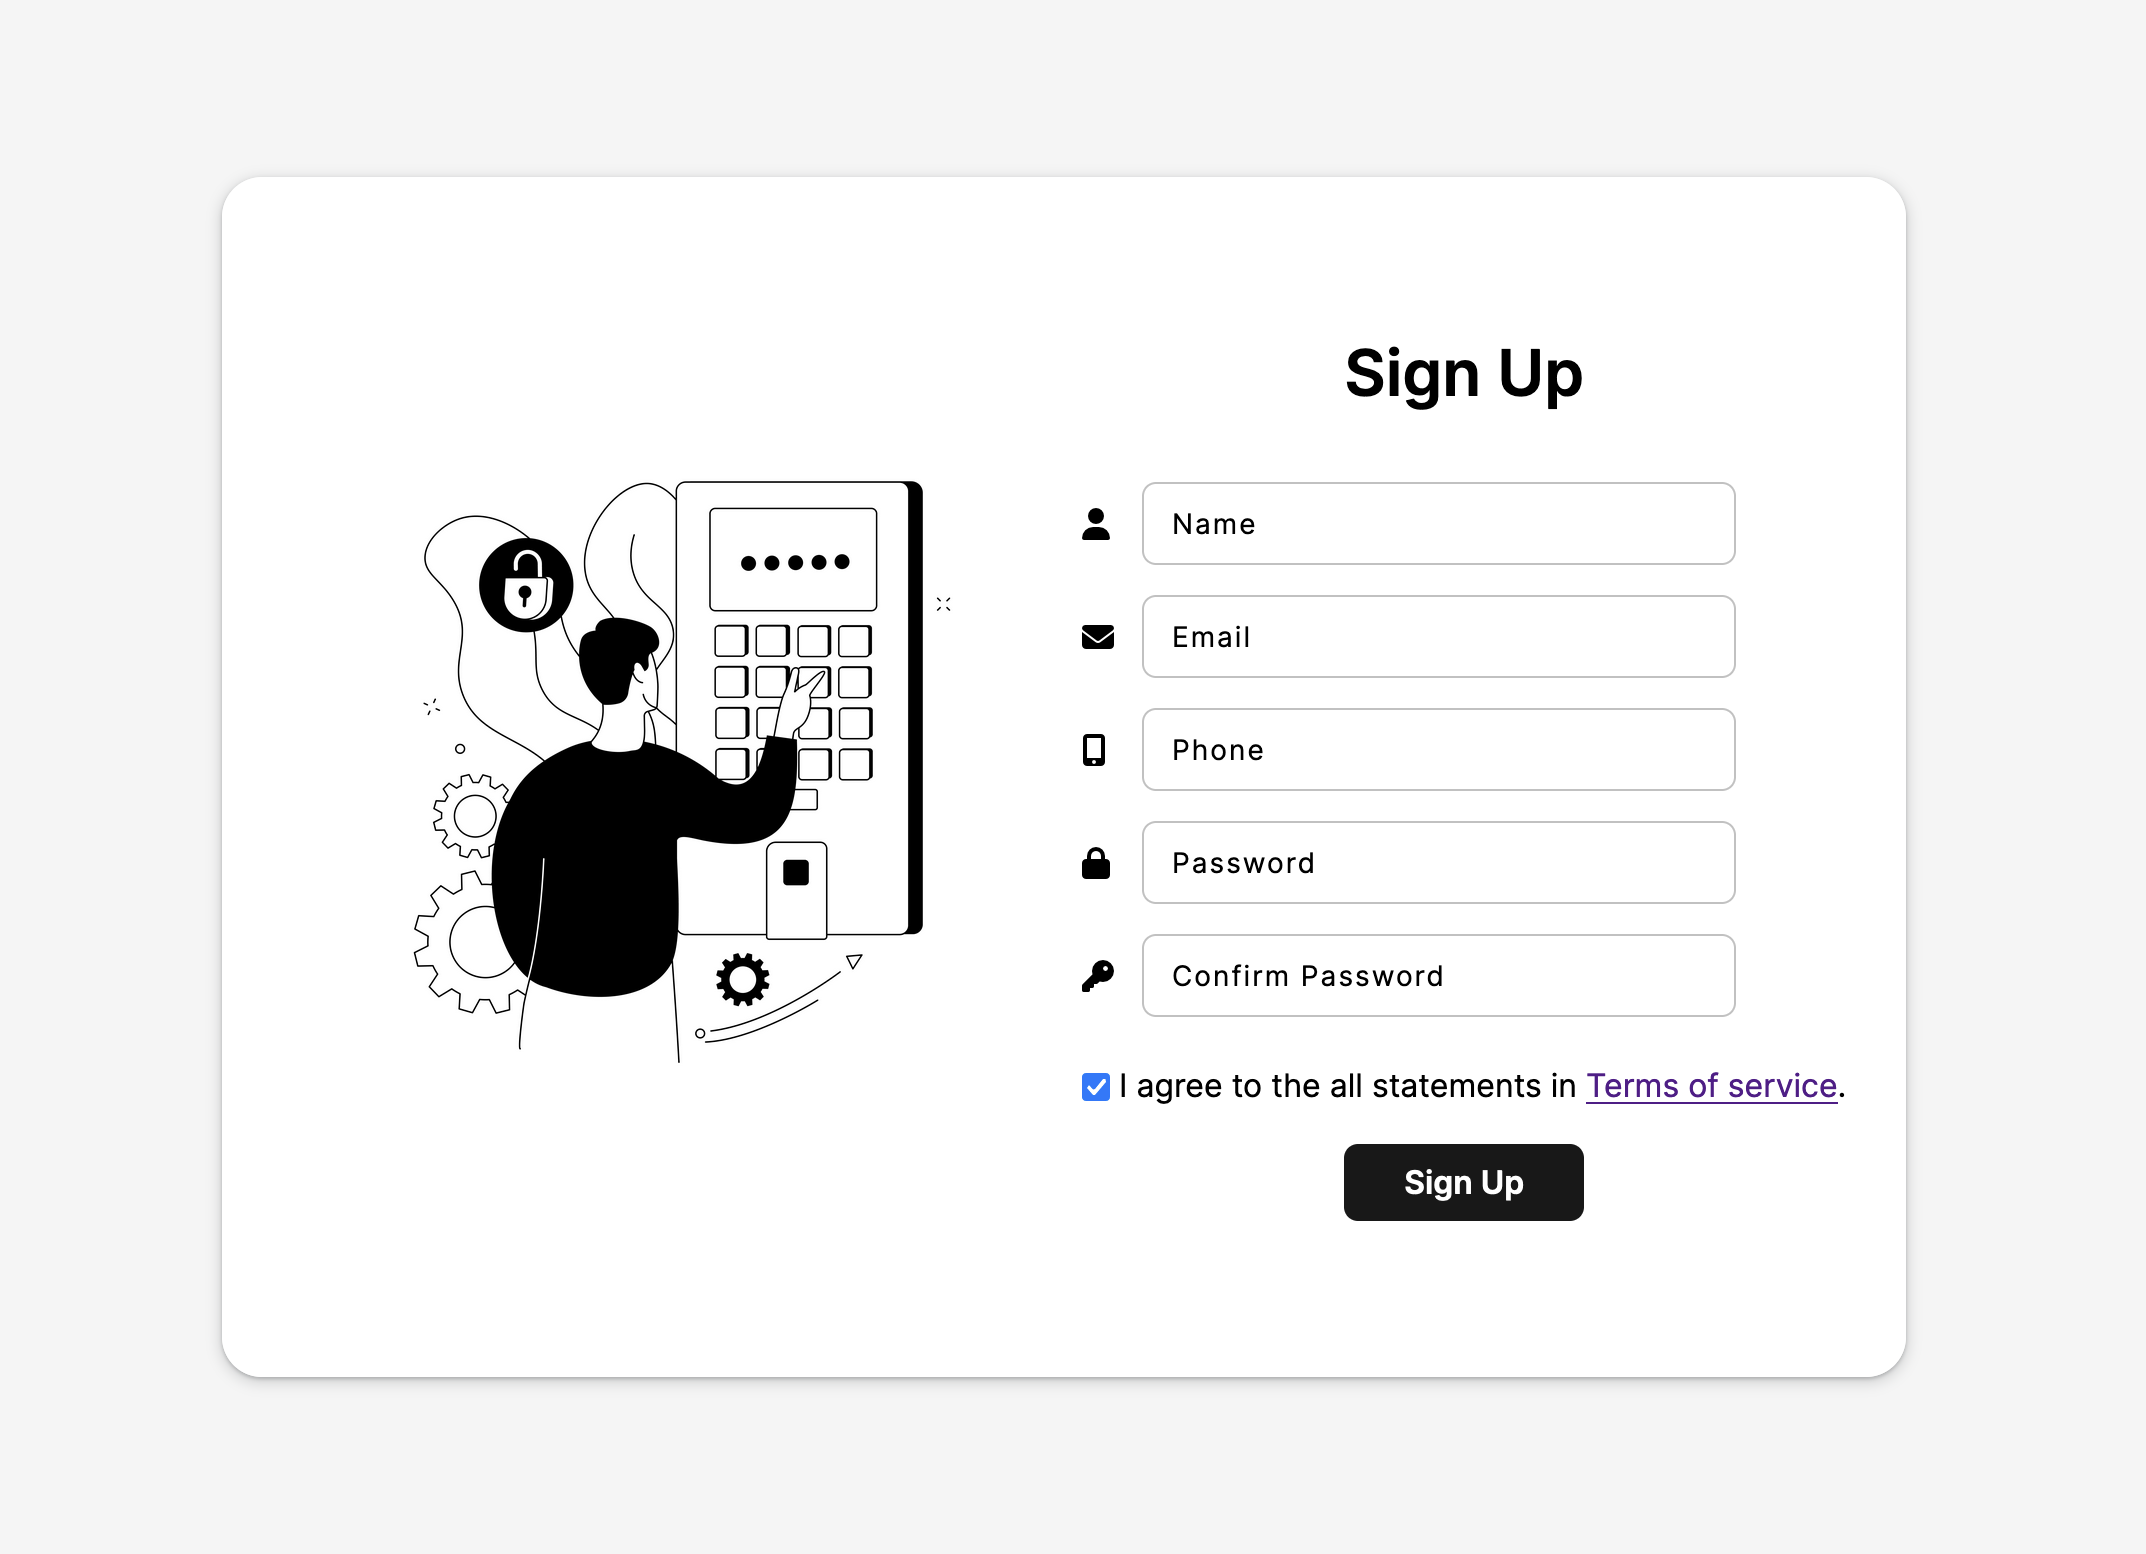 Sign Up
Name
Email
Phone
Password
Confirm Password
I agree to the all statements in Terms of service.
Sign Up